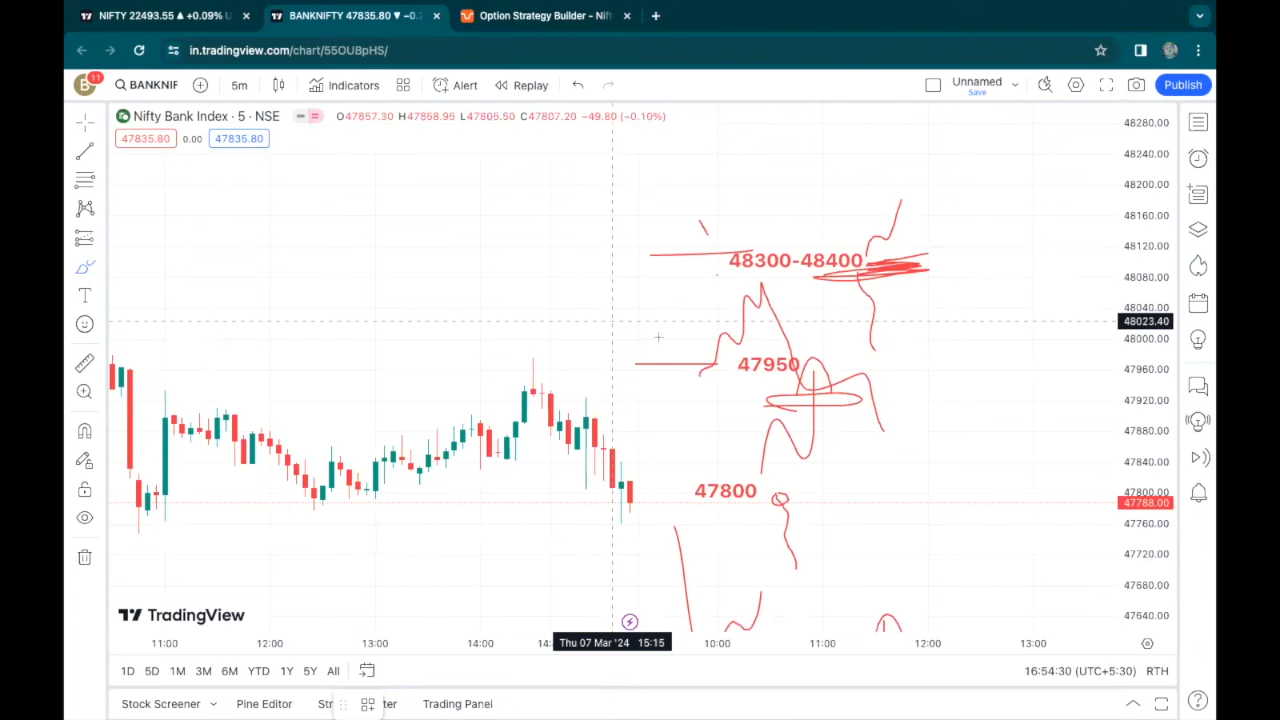 NIFTY 22493.55 ▲ +0.09%
BANKNIFTY 47835.80 ▼
Option Strategy Builder - Nif
in.tradingview.com/chart/55OUBpHS/
B
11
BANKNIF
5m
Indicators
Alert
Replay
Unnamed
Save
Publish
Nifty Bank Index · 5 · NSE
O47857.30 H47858.95 L47805.50 C47807.20 −49.80 (−0.10%)
47835.80
0.00
47835.80
48280.00
48240.00
48200.00
48160.00
48120.00
48080.00
48040.00
48023.40
48000.00
47960.00
47920.00
47880.00
47840.00
47800.00
47788.00
47760.00
47720.00
47680.00
47640.00
48300-48400
47950
47800
TradingView
11:00
12:00
13:00
14:00
Thu 07 Mar '24 15:15
10:00
11:00
12:00
13:00
1D 5D 1M 3M 6M YTD 1Y 5Y All
16:54:30 (UTC+5:30) RTH
Stock Screener
Pine Editor
Str
ter
Trading Panel